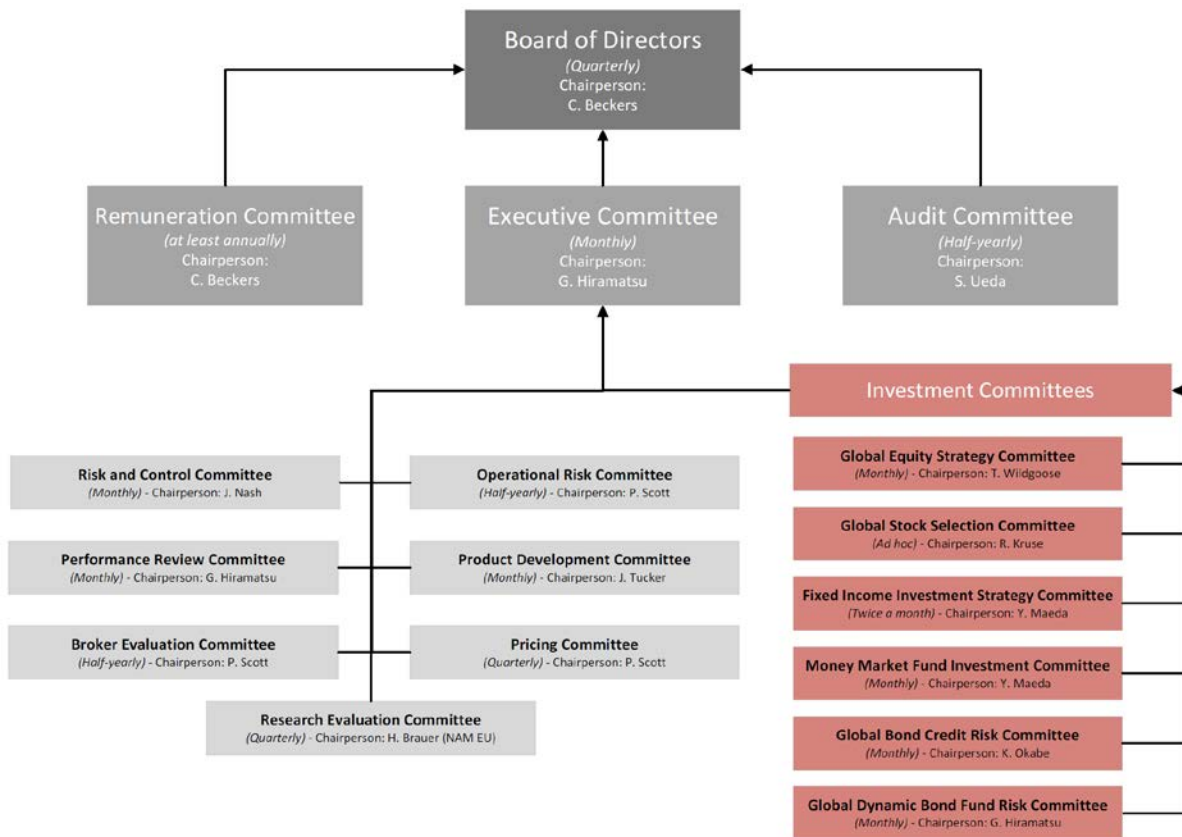 Board of Directors
(Quarterly)
Chairperson:
C. Beckers
Remuneration Committee
(at least annually)
Chairperson:
C. Beckers
Executive Committee
(Monthly)
Chairperson:
G. Hiramatsu
Audit Committee
(Half-yearly)
Chairperson:
S. Ueda
Investment Committees
Risk and Control Committee
(Monthly) - Chairperson: J. Nash
Operational Risk Committee
(Half-yearly) - Chairperson: P. Scott
Performance Review Committee
(Monthly) - Chairperson: G. Hiramatsu
Product Development Committee
(Monthly) - Chairperson: J. Tucker
Broker Evaluation Committee
(Half-yearly) - Chairperson: P. Scott
Pricing Committee
(Quarterly) - Chairperson: P. Scott
Research Evaluation Committee
(Quarterly) - Chairperson: H. Brauer (NAM EU)
Global Equity Strategy Committee
(Monthly) - Chairperson: T. Wildgoose
Global Stock Selection Committee
(Ad hoc) - Chairperson: R. Kruse
Fixed Income Investment Strategy Committee
(Twice a month) - Chairperson: Y. Maeda
Money Market Fund Investment Committee
(Monthly) - Chairperson: Y. Maeda
Global Bond Credit Risk Committee
(Monthly) - Chairperson: K. Okabe
Global Dynamic Bond Fund Risk Committee
(Monthly) - Chairperson: G. Hiramatsu